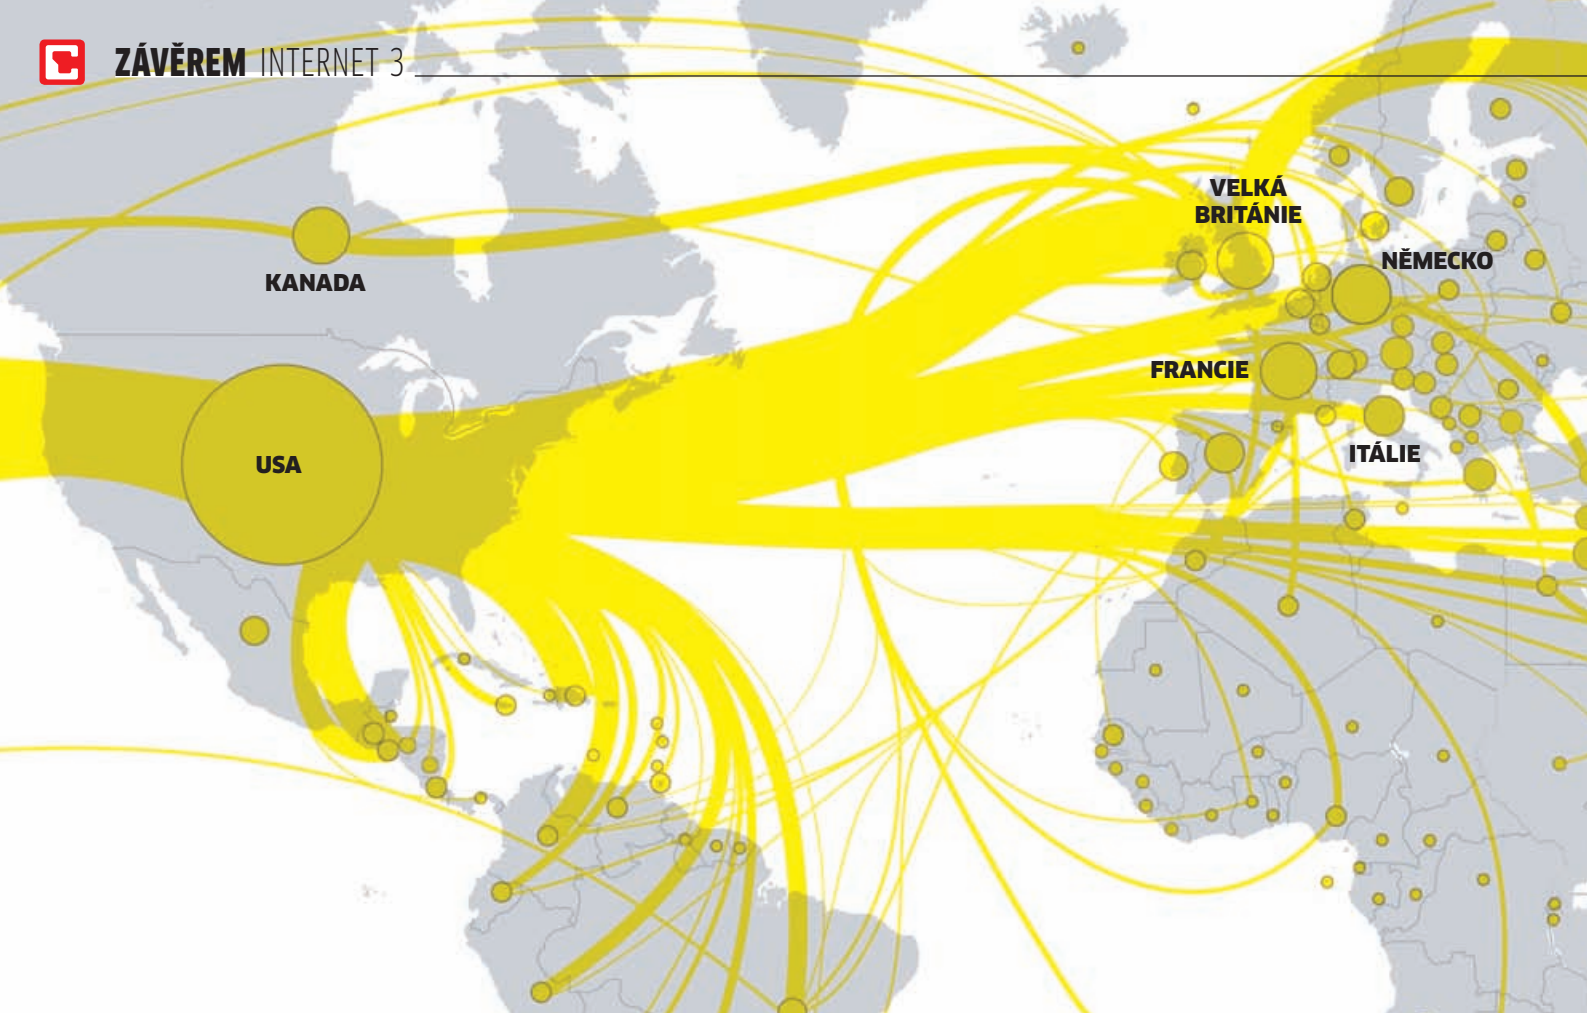 ZÁVĚREM INTERNET 3
VELKÁ
BRITÁNIE
NĚMECKO
KANADA
FRANCIE
ITÁLIE
USA